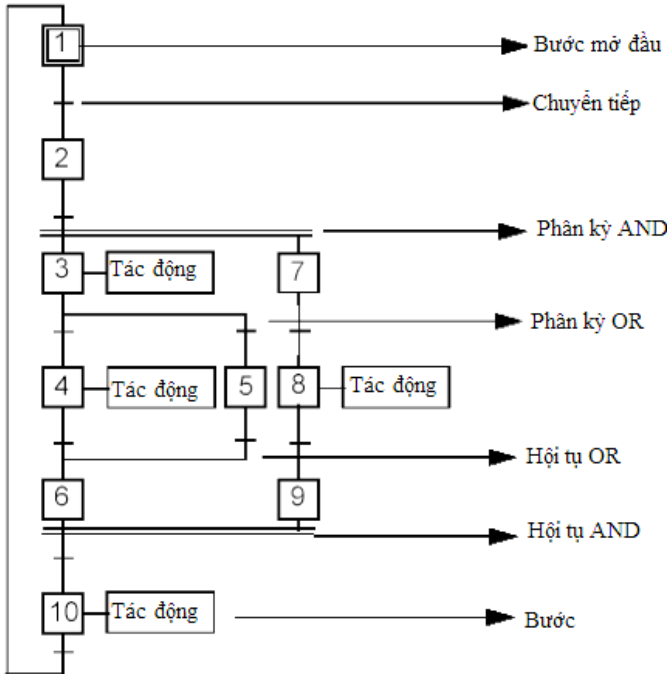 1
Bước mở đầu
Chuyển tiếp
2
Phân kỳ AND
3
Tác động
7
Phân kỳ OR
4
Tác động
5
8
Tác động
Hội tụ OR
6
9
Hội tụ AND
10
Tác động
Bước